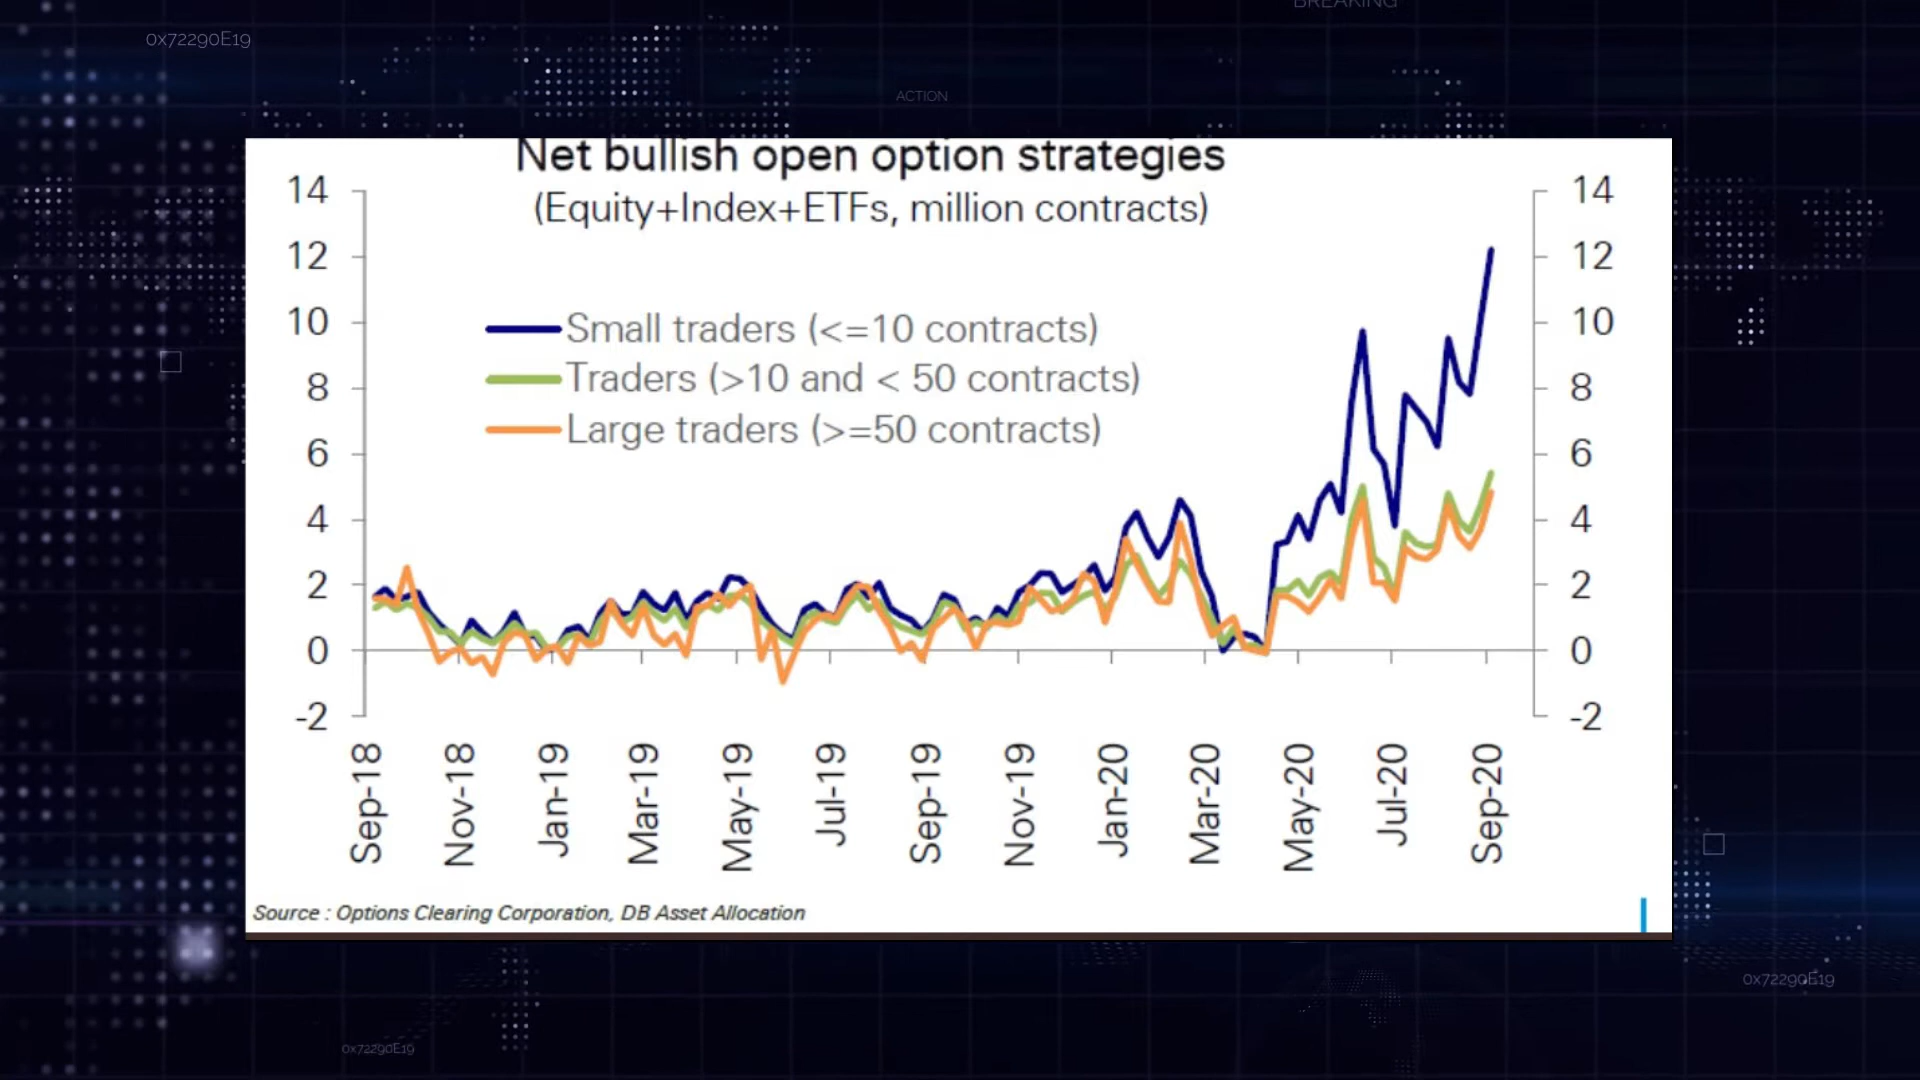 BREAKING
0x72290E19
ACTION
Net bullish open option strategies
(Equity+Index+ETFs, million contracts)
14
12
10
8
6
4
2
0
-2
14
12
10
8
6
4
2
0
-2
Small traders (<=10 contracts)
Traders (>10 and < 50 contracts)
Large traders (>=50 contracts)
Sep-18
Nov-18
Jan-19
Mar-19
May-19
Jul-19
Sep-19
Nov-19
Jan-20
Mar-20
May-20
Jul-20
Sep-20
Source : Options Clearing Corporation, DB Asset Allocation
0x72290E19
0x72290E19